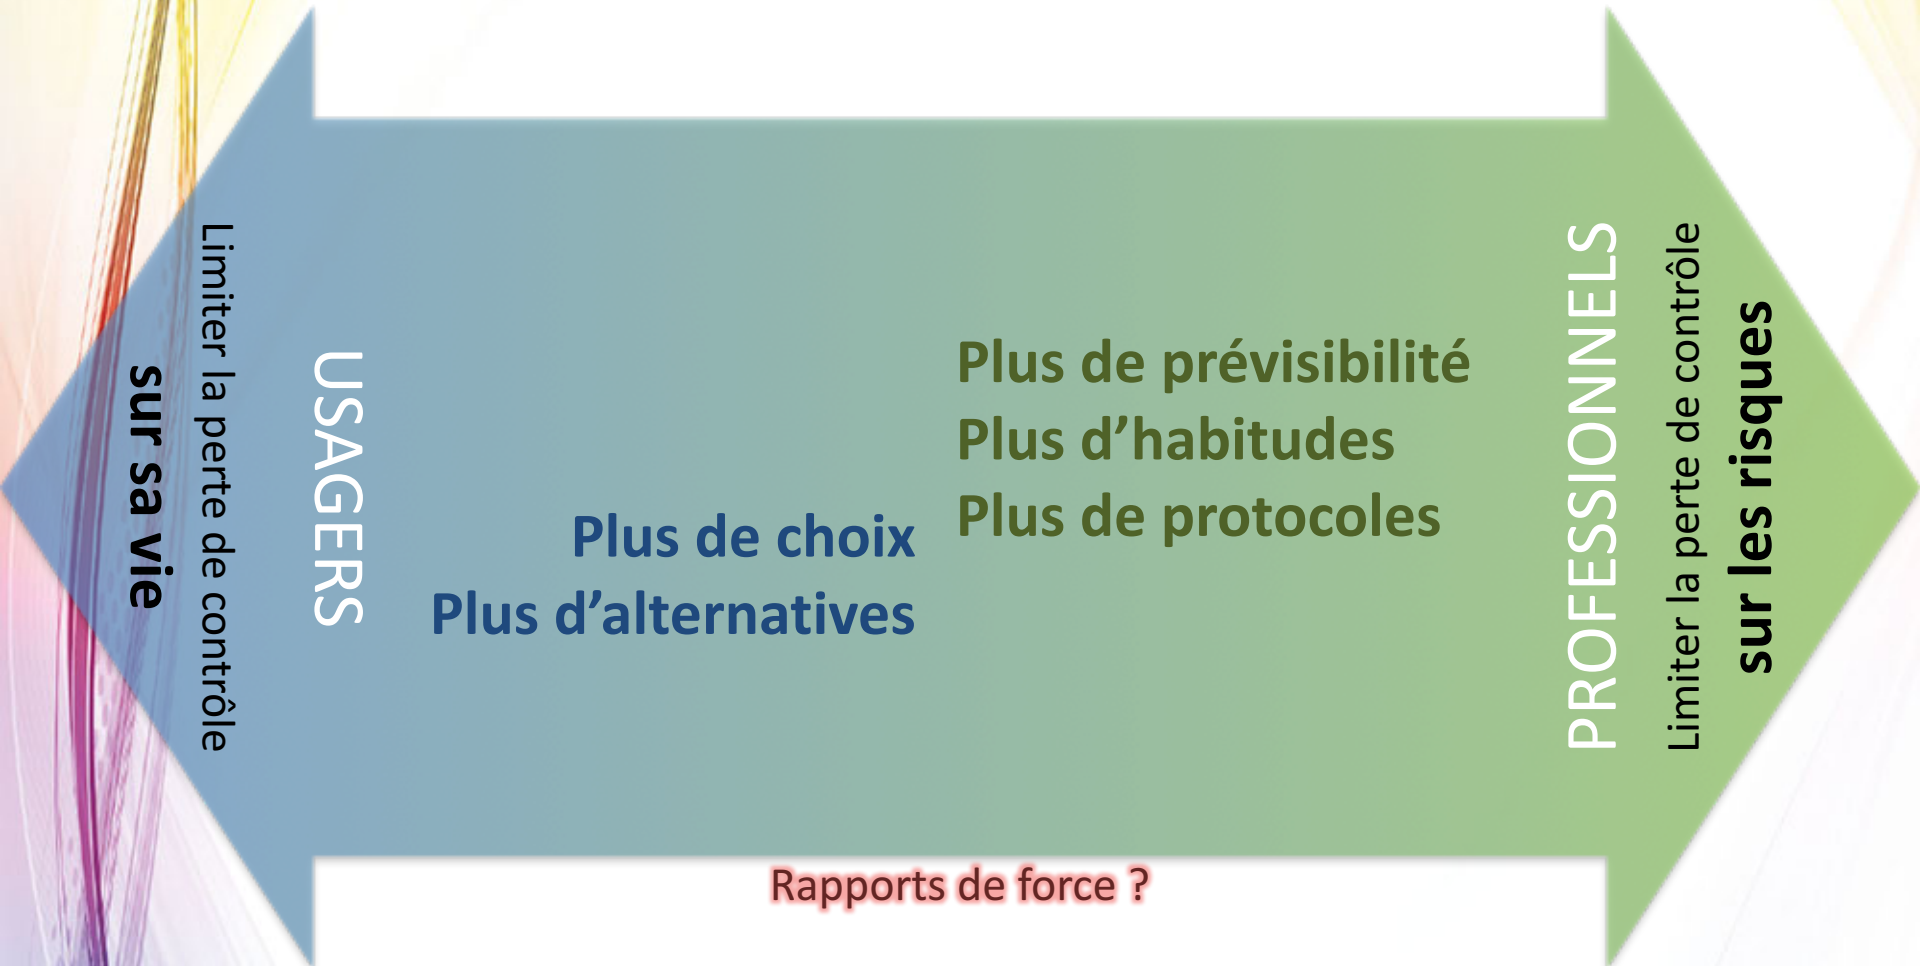 Limiter la perte de contrôle
sur sa vie
USAGERS
Plus de choix
Plus d’alternatives
Plus de prévisibilité
Plus d’habitudes
Plus de protocoles
PROFESSIONNELS
Limiter la perte de contrôle
sur les risques
Rapports de force ?